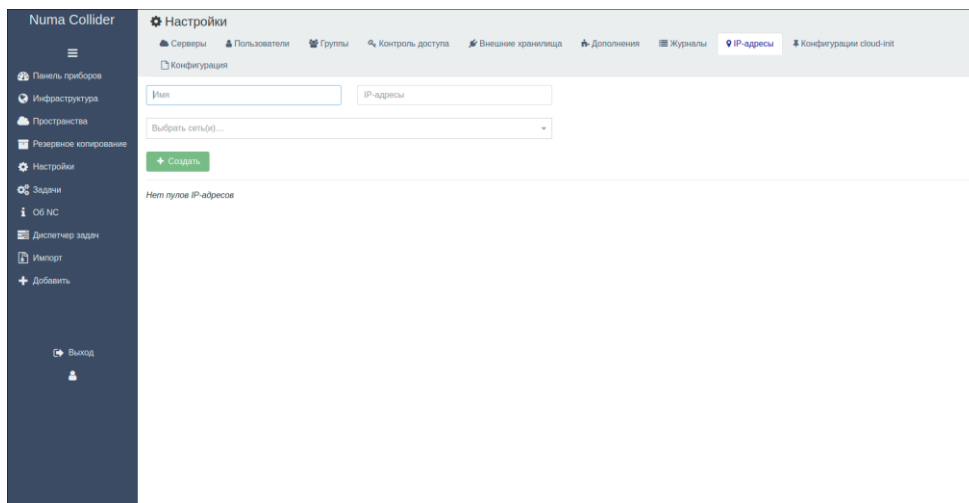 Numa Collider
Панель приборов
Инфраструктура
Пространства
Резервное копирование
Настройки
Задачи
Об NC
Диспетчер задач
Импорт
Добавить
Выход
Настройки
Серверы Пользователи Группы Контроль доступа Внешние хранилища Дополнения Журналы IP-адресы Конфигурации cloud-init
Конфигурация
Имя IP-адресы
Выбрать сеть(и)...
Создать
Нет пулов IP-адресов